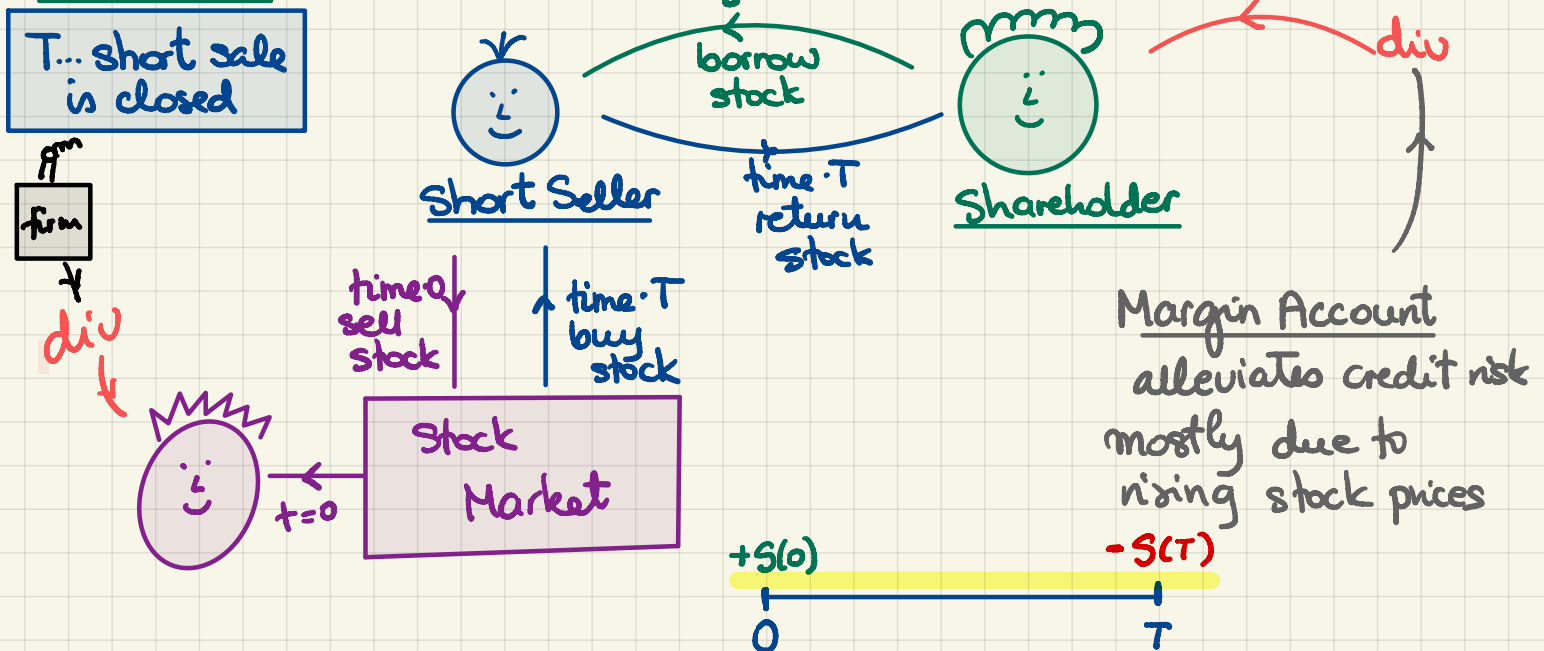 T... short sale
is closed
borrow
stock
div
firm
Short Seller
time·T
return
stock
Shareholder
div
time·0
sell
stock
time·T
buy
stock
Margin Account
alleviates credit risk
mostly due to
rising stock prices
Stock
Market
t=0
+S(0)
-S(T)
0
T